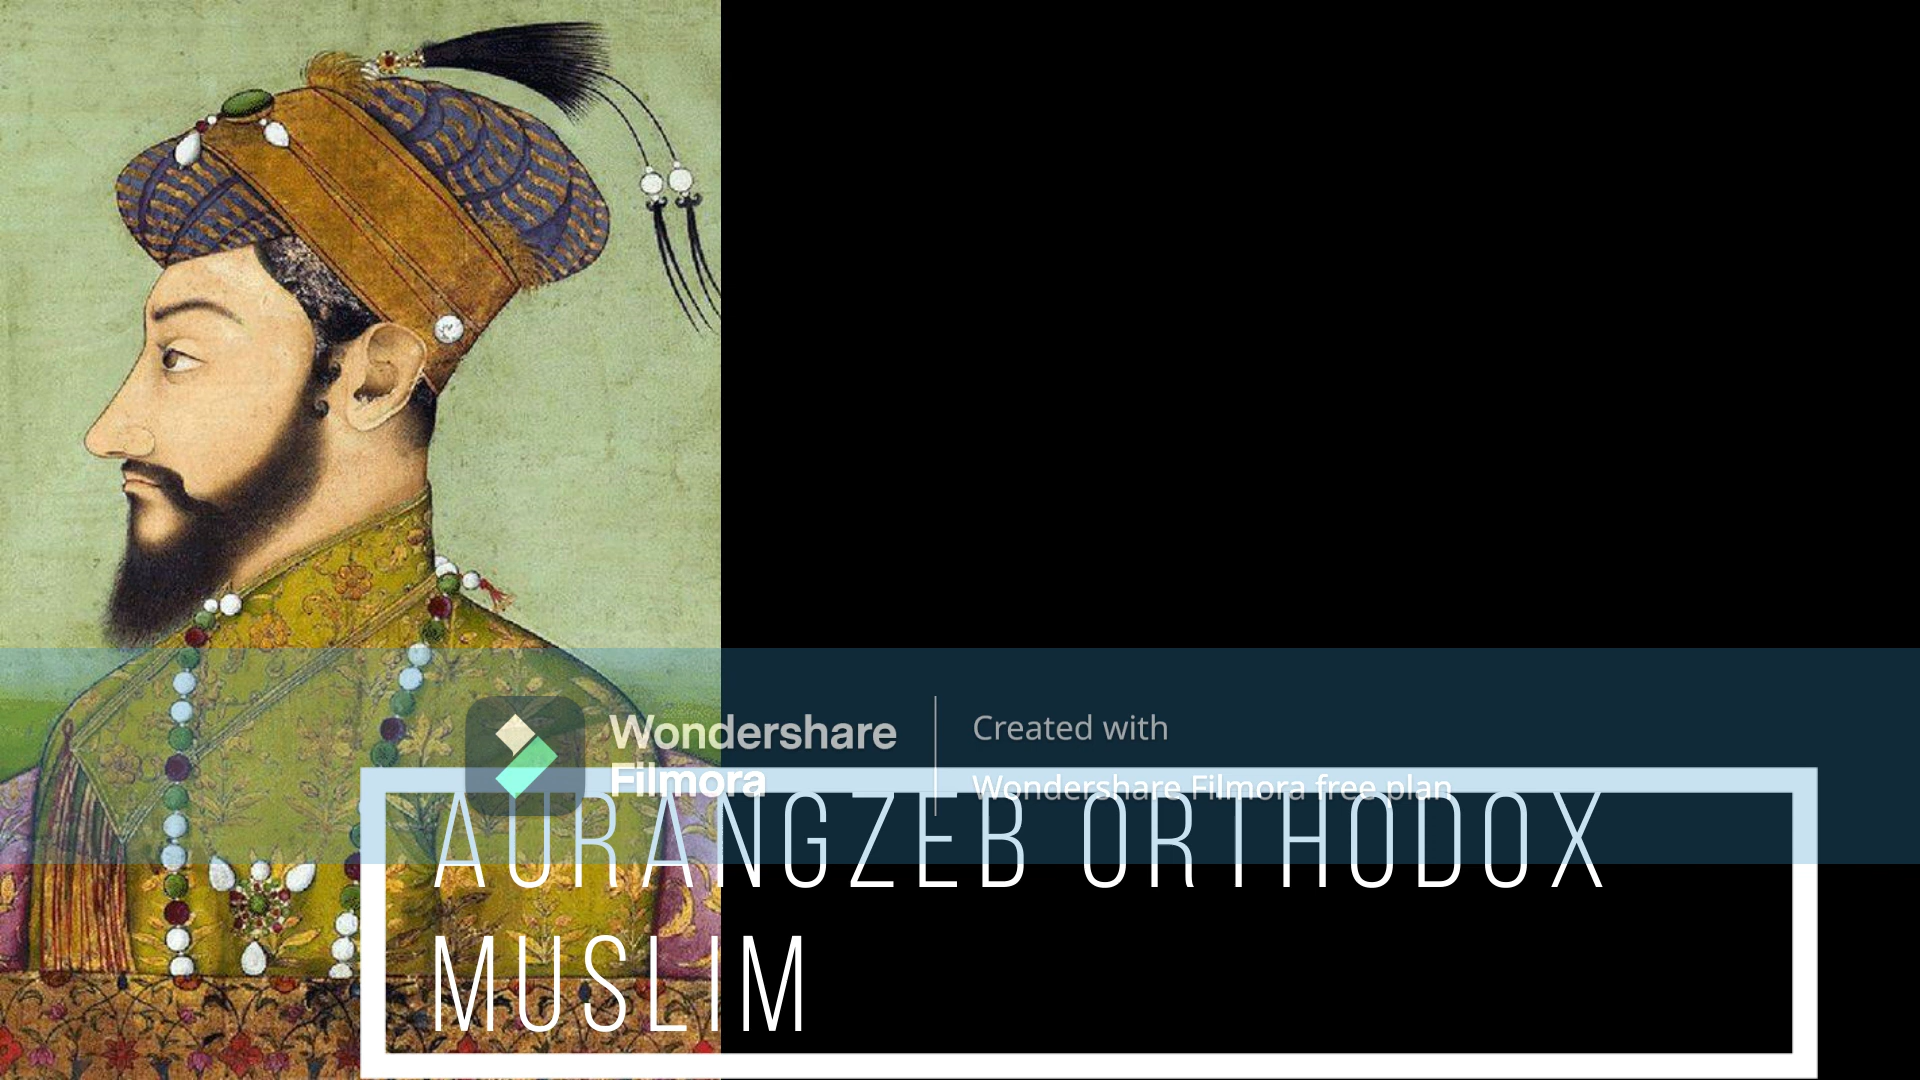 Wondershare
Filmora
Created with
Wondershare Filmora free plan
AURANGZEB ORTHODOX
MUSLIM